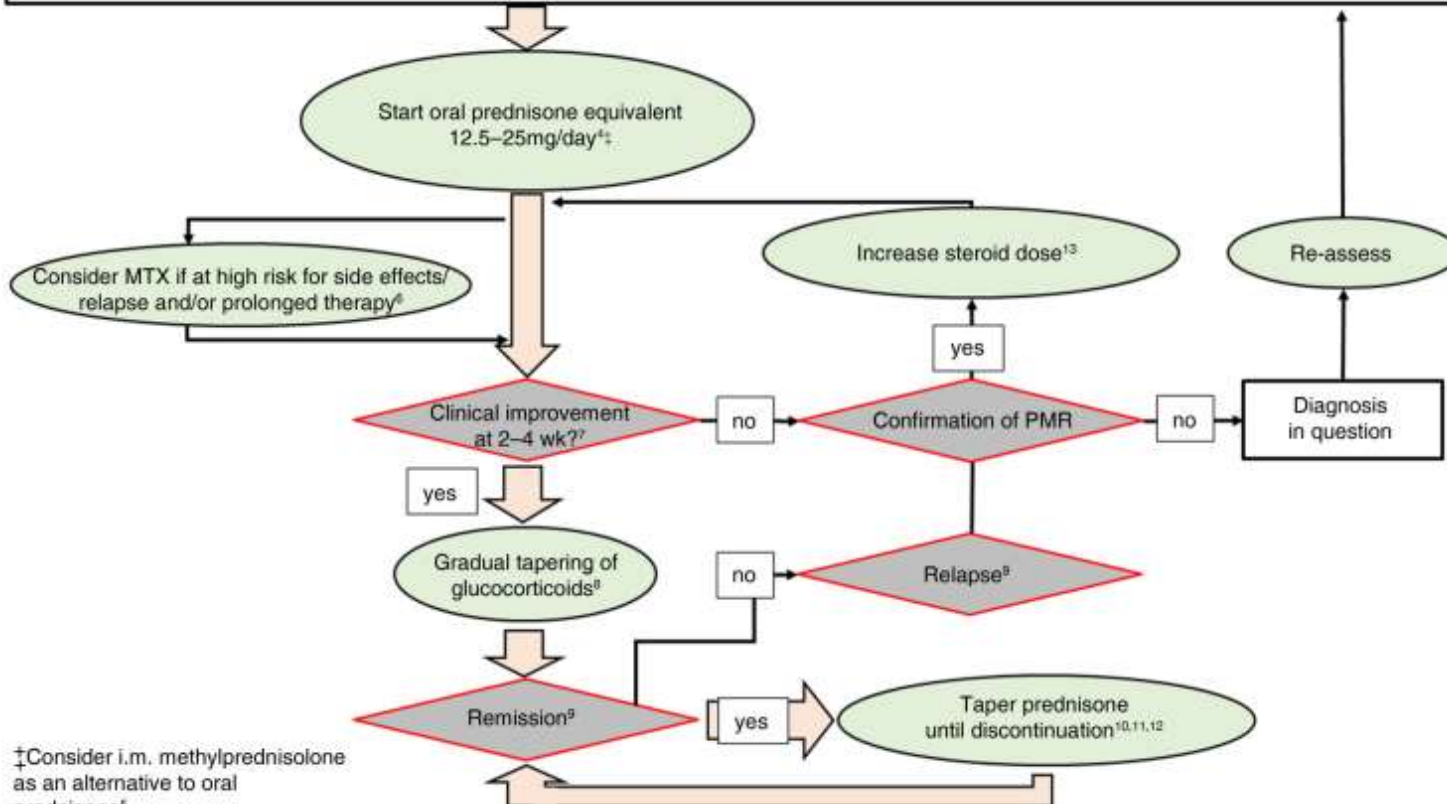 Start oral prednisone equivalent
12.5–25mg/day⁴‡
Consider MTX if at high risk for side effects/
relapse and/or prolonged therapy⁶
Increase steroid dose¹³
Re-assess
yes
Clinical improvement
at 2–4 wk?⁷
no
Confirmation of PMR
no
Diagnosis
in question
yes
Gradual tapering of
glucocorticoids⁸
no
Relapse⁹
Remission⁹
yes
Taper prednisone
until discontinuation¹⁰,¹¹,¹²
‡Consider i.m. methylprednisolone
as an alternative to oral